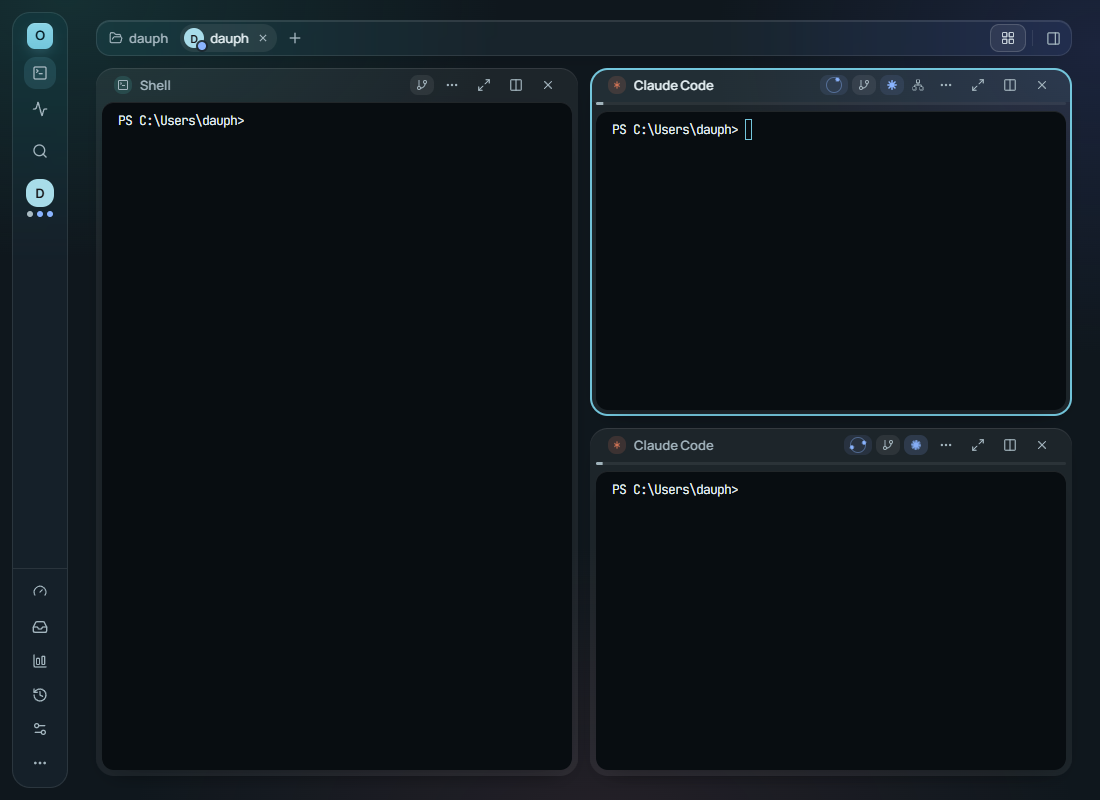 O
dauph
D dauph
D
Shell
PS C:\Users\dauph>
Claude Code
PS C:\Users\dauph>
Claude Code
PS C:\Users\dauph>